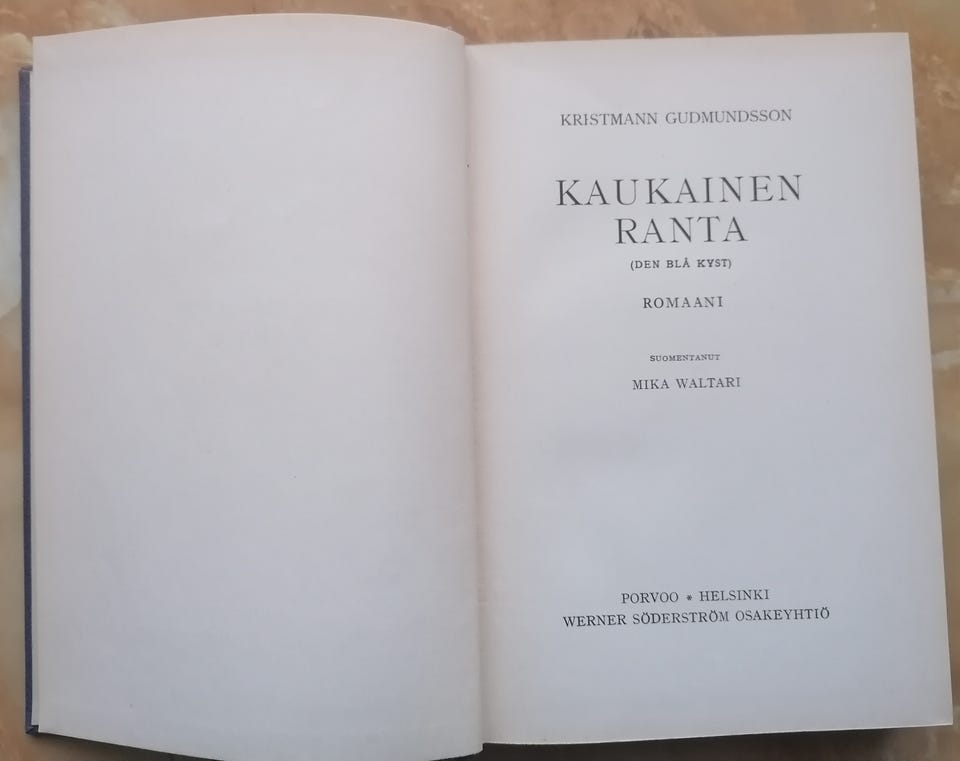 KRISTMANN GUDMUNDSSON
KAUKAINEN
RANTA
(DEN BLÅ KYST)
ROMAANI
SUOMENTANUT
MIKA WALTARI
PORVOO * HELSINKI
WERNER SÖDERSTRÖM OSAKEYHTIÖ